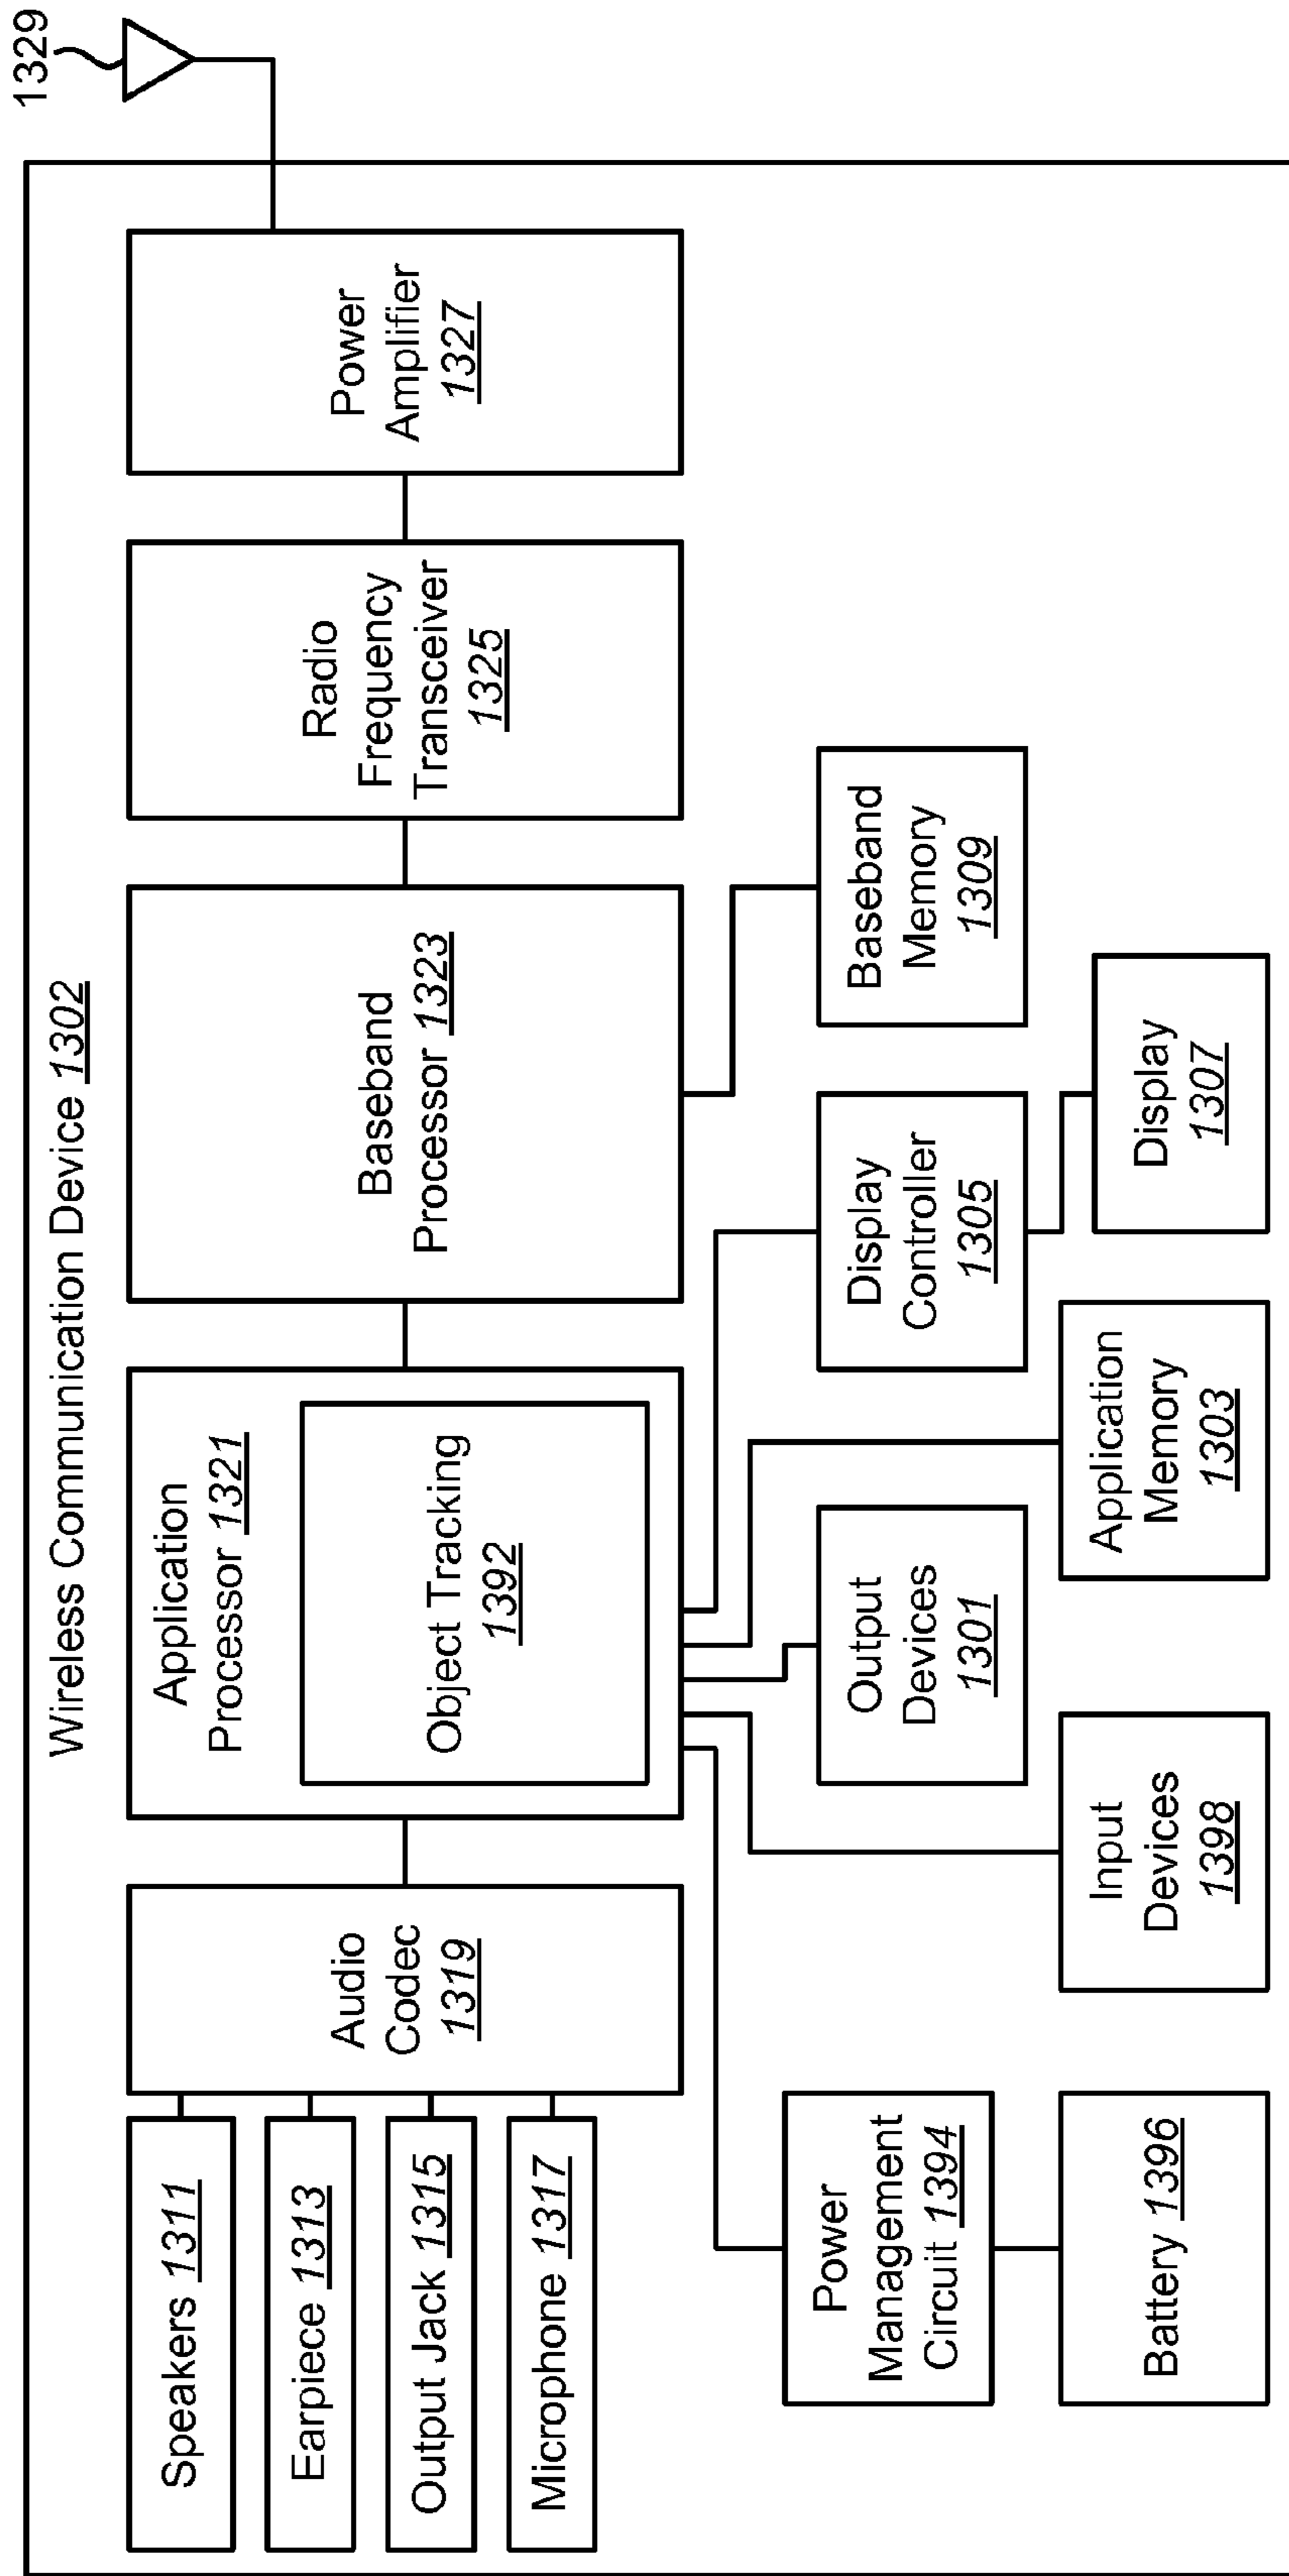 1329
Wireless Communication Device 1302
Speakers 1311
Earpiece 1313
Output Jack 1315
Microphone 1317
Audio
Codec
1319
Application
Processor 1321
Object Tracking
1392
Baseband
Processor 1323
Radio
Frequency
Transceiver
1325
Power
Amplifier
1327
Power
Management
Circuit 1394
Battery 1396
Input
Devices
1398
Output
Devices
1301
Application
Memory
1303
Display
Controller
1305
Display
1307
Baseband
Memory
1309